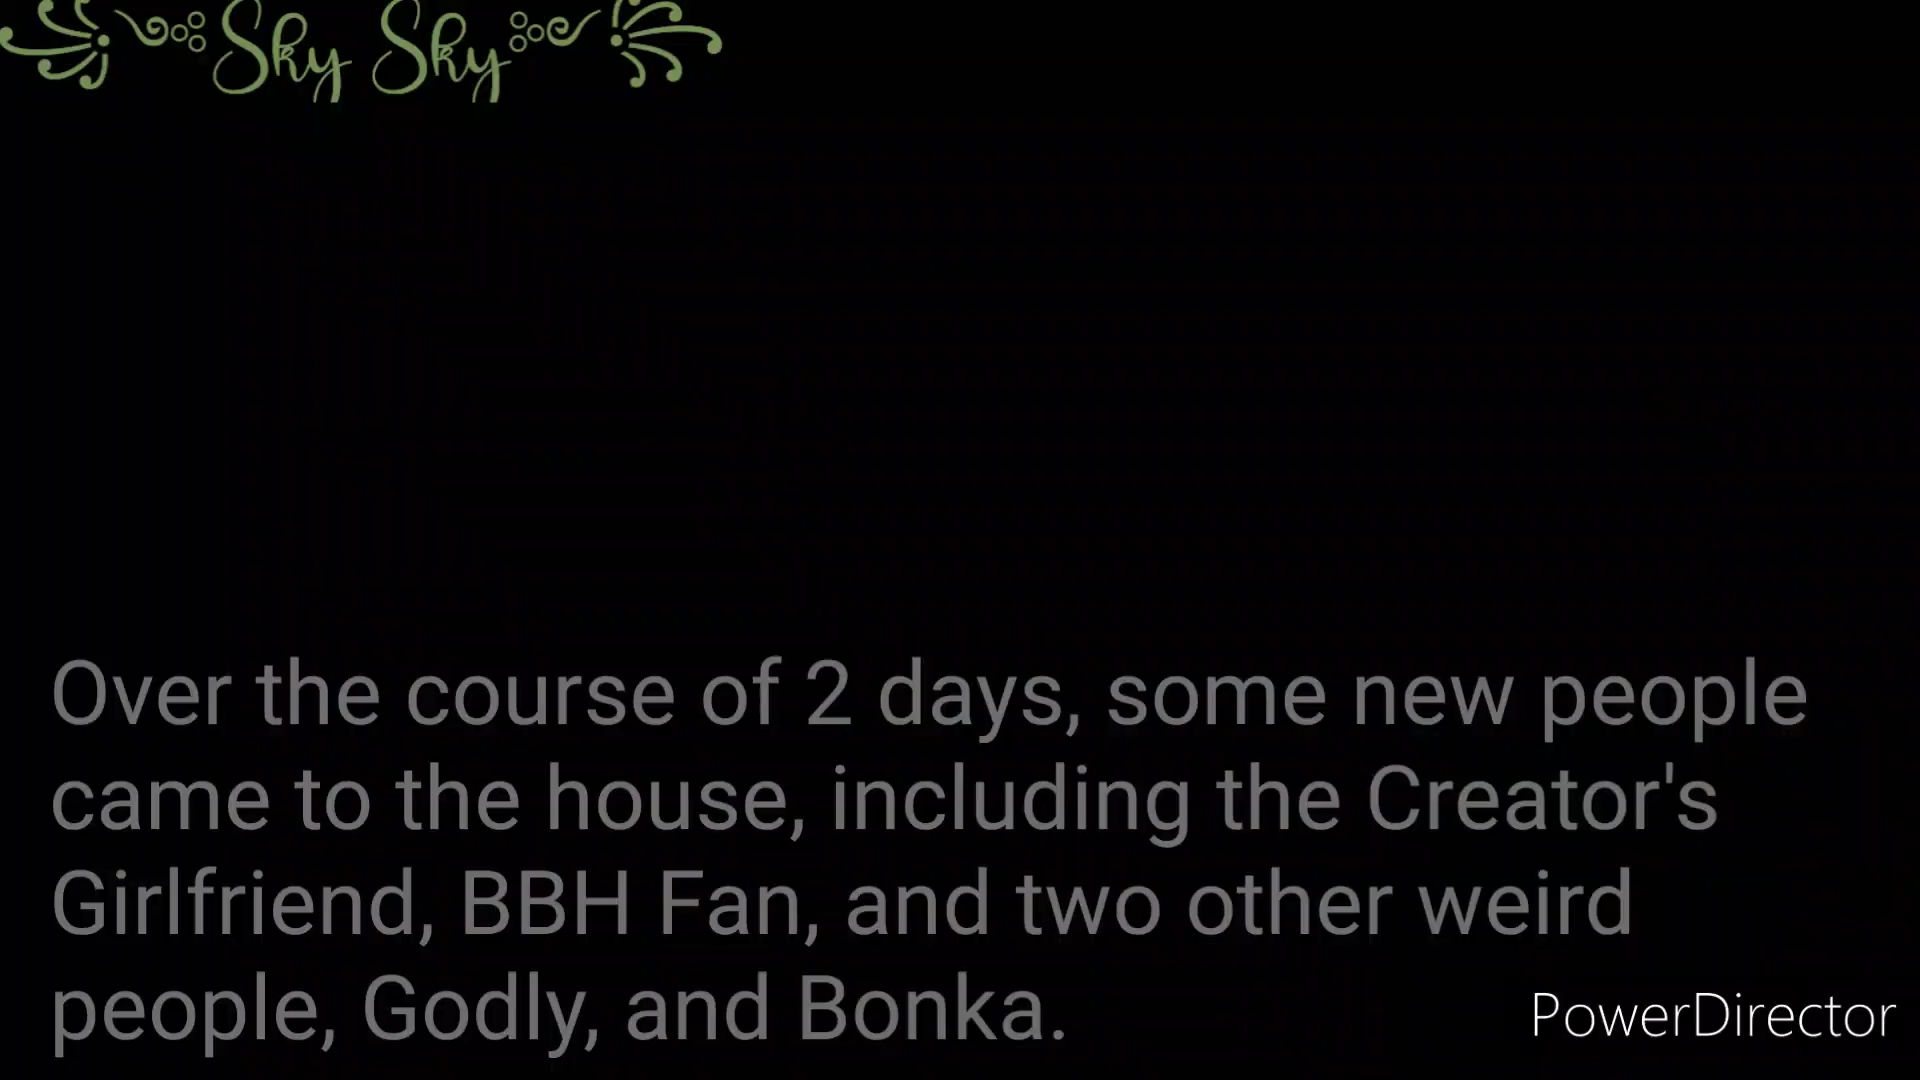 Sky Sky
Over the course of 2 days, some new people
came to the house, including the Creator's
Girlfriend, BBH Fan, and two other weird
people, Godly, and Bonka.
PowerDirector